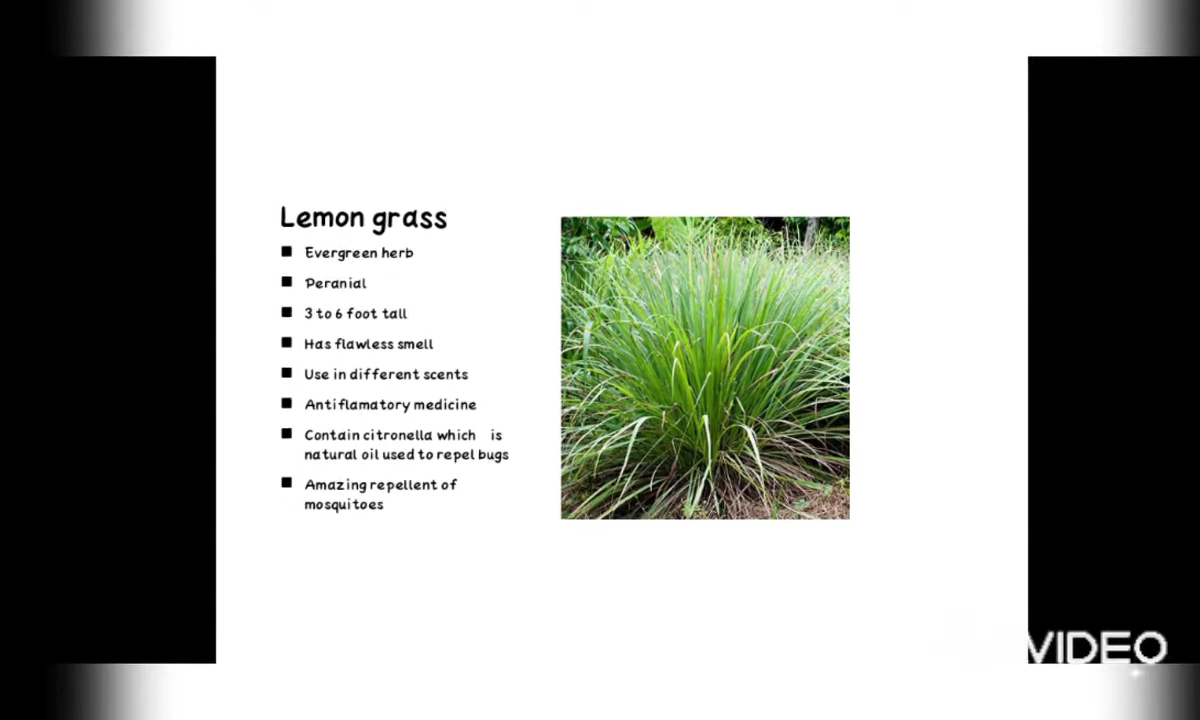 Lemon grass
Evergreen herb
Peranial
3 to 6 foot tall
Has flawless smell
Use in different scents
Antiflamatory medicine
Contain citronella which is
natural oil used to repel bugs
Amazing repellent of
mosquitoes
VIDEO